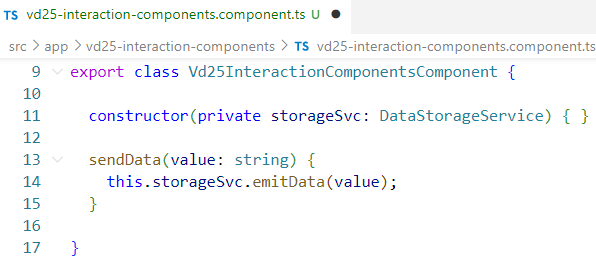 TS vd25-interaction-components.component.ts U ●
src > app > vd25-interaction-components > TS vd25-interaction-components.component.ts
9 export class Vd25InteractionComponentsComponent {
10
11 constructor(private storageSvc: DataStorageService) { }
12
13 sendData(value: string) {
14 this.storageSvc.emitData(value);
15 }
16
17 }